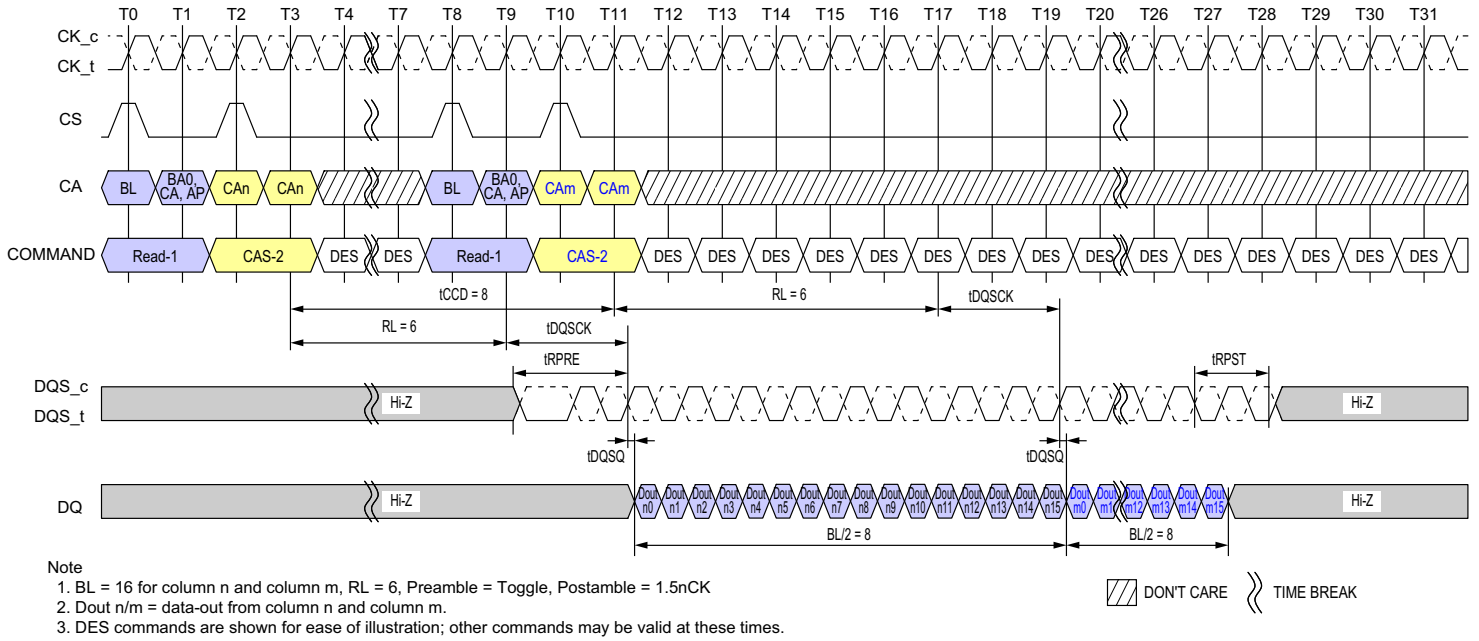 T0 T1 T2 T3 T4 T7 T8 T9 T10 T11 T12 T13 T14 T15 T16 T17 T18 T19 T20 T26 T27 T28 T29 T30 T31
CK_c
CK_t
CS
CA BL BA0, CA, AP CAn CAn BL BA0, CA, AP CAm CAm
COMMAND Read-1 CAS-2 DES DES Read-1 CAS-2 DES DES DES DES DES DES DES DES DES DES DES DES DES DES DES
tCCD = 8 RL = 6 tDQSCK
RL = 6 tDQSCK
tRPRE tRPST
DQS_c
DQS_t
Hi-Z Hi-Z
tDQSQ tDQSQ
DQ Hi-Z Dout n0 Dout n1 Dout n2 Dout n3 Dout n4 Dout n5 Dout n6 Dout n7 Dout n8 Dout n9 Dout n10 Dout n11 Dout n12 Dout n13 Dout n14 Dout n15 Dout m0 Dout m1 Dout m12 Dout m13 Dout m14 Dout m15 Hi-Z
BL/2 = 8 BL/2 = 8
Note
1. BL = 16 for column n and column m, RL = 6, Preamble = Toggle, Postamble = 1.5nCK
2. Dout n/m = data-out from column n and column m.
3. DES commands are shown for ease of illustration; other commands may be valid at these times.
DON'T CARE TIME BREAK